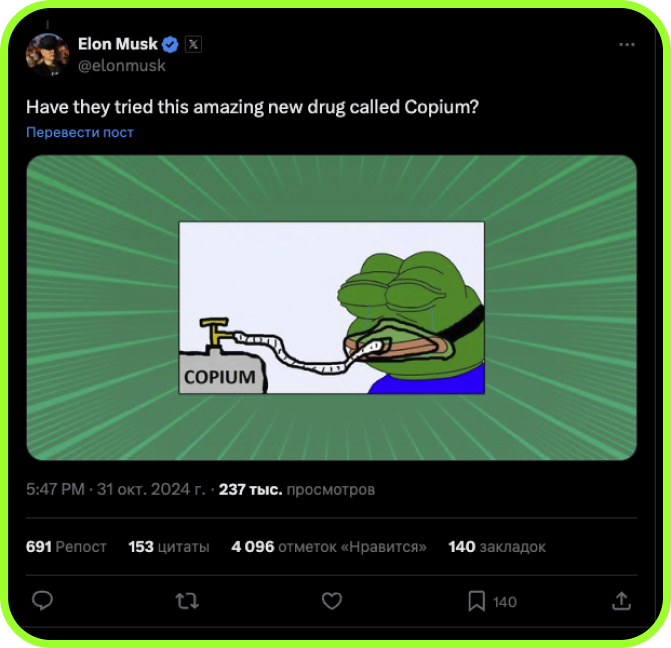 Elon Musk
@elonmusk
Have they tried this amazing new drug called Copium?
Перевести пост
COPIUM
5:47 PM · 31 окт. 2024 г. · 237 тыс. просмотров
691 Репост 153 цитаты 4 096 отметок «Нравится» 140 закладок
140